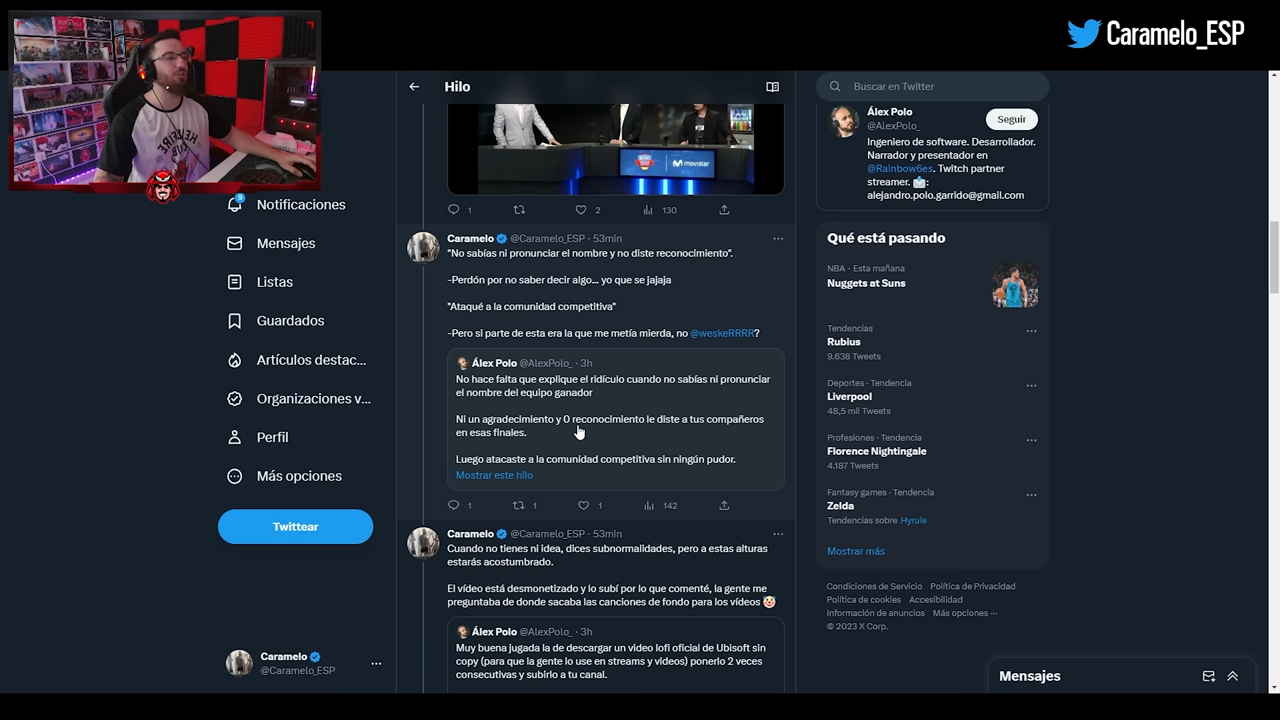 Caramelo_ESP
Hilo
Buscar en Twitter
Álex Polo
@AlexPolo_
Seguir
Ingeniero de software. Desarrollador.
Narrador y presentador en
@Rainbow6es. Twitch partner
streamer. 📩:
alejandro.polo.garrido@gmail.com
9
Notificaciones
Mensajes
Listas
Guardados
Artículos destac...
Organizaciones v...
Perfil
Más opciones
Twittear
Caramelo
@Caramelo_ESP
movistar
1
2
130
Caramelo @Caramelo_ESP · 53min
"No sabías ni pronunciar el nombre y no diste reconocimiento".
-Perdón por no saber decir algo... yo que se jajaja
"Ataqué a la comunidad competitiva"
-Pero si parte de esta era la que me metía mierda, no @weskeRRRR?
Álex Polo @AlexPolo_ · 3h
No hace falta que explique el ridículo cuando no sabías ni pronunciar
el nombre del equipo ganador
Ni un agradecimiento y 0 reconocimiento le diste a tus compañeros
en esas finales.
Luego atacaste a la comunidad competitiva sin ningún pudor.
Mostrar este hilo
1
1
1
142
Caramelo @Caramelo_ESP · 53min
Cuando no tienes ni idea, dices subnormalidades, pero a estas alturas
estarás acostumbrado.
El vídeo está desmonetizado y lo subí por lo que comenté, la gente me
preguntaba de donde sacaba las canciones de fondo para los vídeos 🤡
Álex Polo @AlexPolo_ · 3h
Muy buena jugada la de descargar un video lofi oficial de Ubisoft sin
copy (para que la gente lo use en streams y videos) ponerlo 2 veces
consecutivas y subirlo a tu canal.
Qué está pasando
NBA · Esta mañana
Nuggets at Suns
Tendencias
Rubius
9.638 Tweets
Deportes · Tendencia
Liverpool
48,5 mil Tweets
Profesiones · Tendencia
Florence Nightingale
4.187 Tweets
Fantasy games · Tendencia
Zelda
Tendencias sobre Hyrule
Mostrar más
Condiciones de Servicio Política de Privacidad
Política de cookies Accesibilidad
Información de anuncios Más opciones ···
© 2023 X Corp.
Mensajes